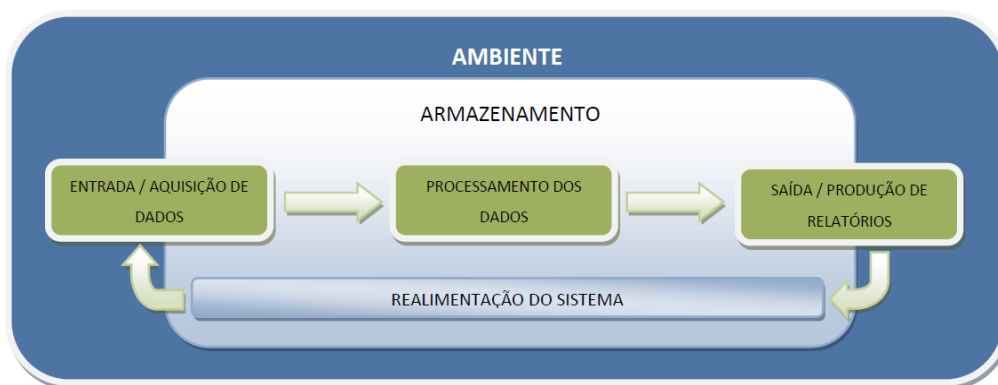 AMBIENTE
ARMAZENAMENTO
ENTRADA / AQUISIÇÃO DE
DADOS
PROCESSAMENTO DOS
DADOS
SAÍDA / PRODUÇÃO DE
RELATÓRIOS
REALIMENTAÇÃO DO SISTEMA